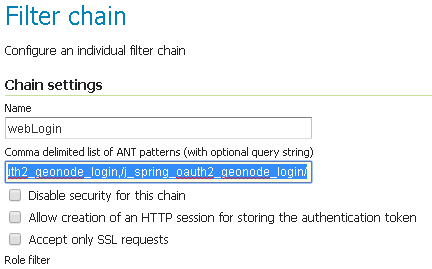 Filter chain
Configure an individual filter chain
Chain settings
Name
webLogin
Comma delimited list of ANT patterns (with optional query string)
uth2_geonode_login,/j_spring_oauth2_geonode_login/
Disable security for this chain
Allow creation of an HTTP session for storing the authentication token
Accept only SSL requests
Role filter